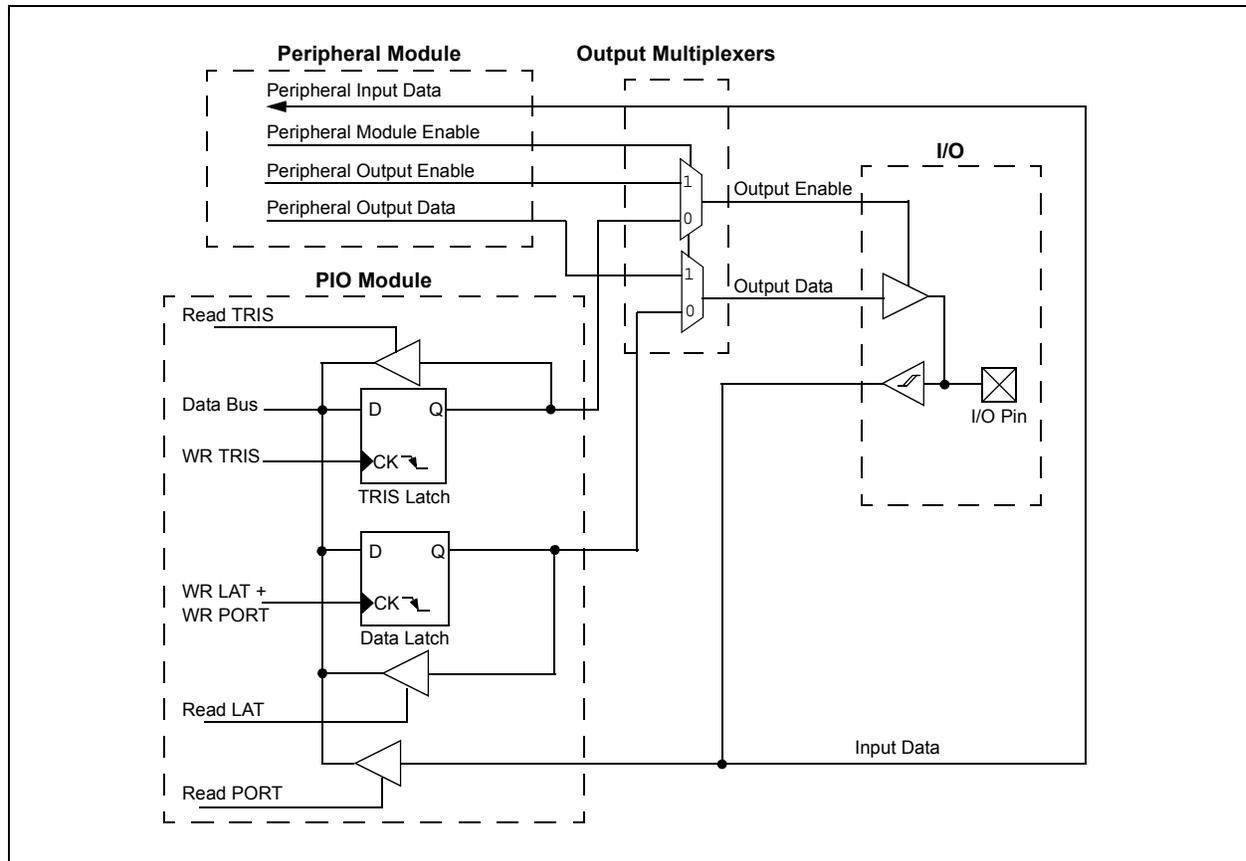 Peripheral Module
Output Multiplexers
Peripheral Input Data
Peripheral Module Enable
Peripheral Output Enable
Peripheral Output Data
1
0
Output Enable
I/O
1
0
Output Data
I/O Pin
PIO Module
Read TRIS
Data Bus
D Q
WR TRIS
CK
TRIS Latch
D Q
WR LAT +
WR PORT
CK
Data Latch
Read LAT
Input Data
Read PORT